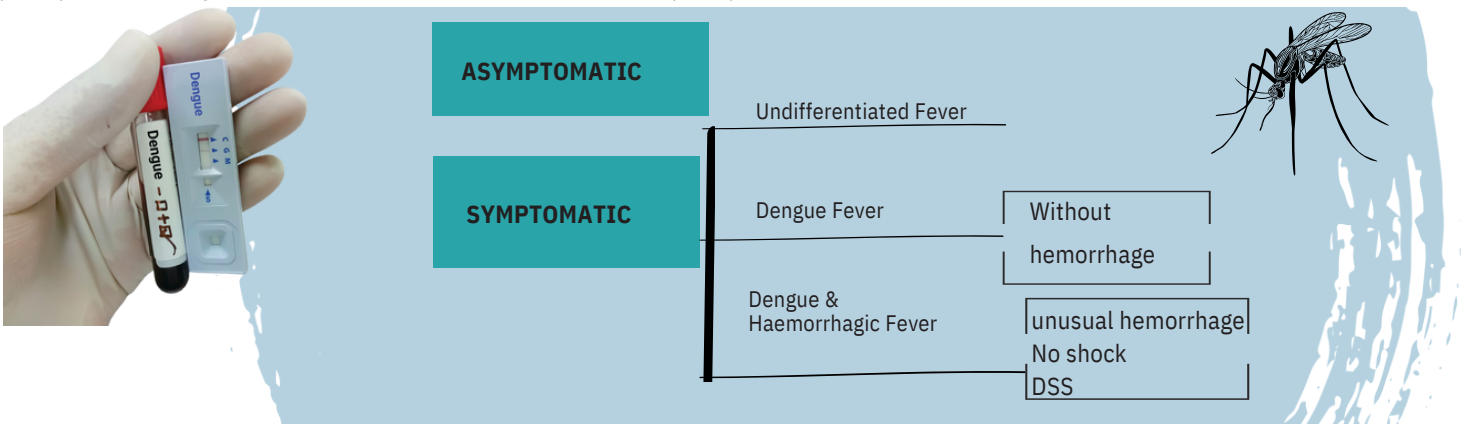 Dengue
C G M
Dengue - +
ASYMPTOMATIC
SYMPTOMATIC
Undifferentiated Fever
Dengue Fever
Without
hemorrhage
Dengue &
Haemorrhagic Fever
unusual hemorrhage
No shock
DSS